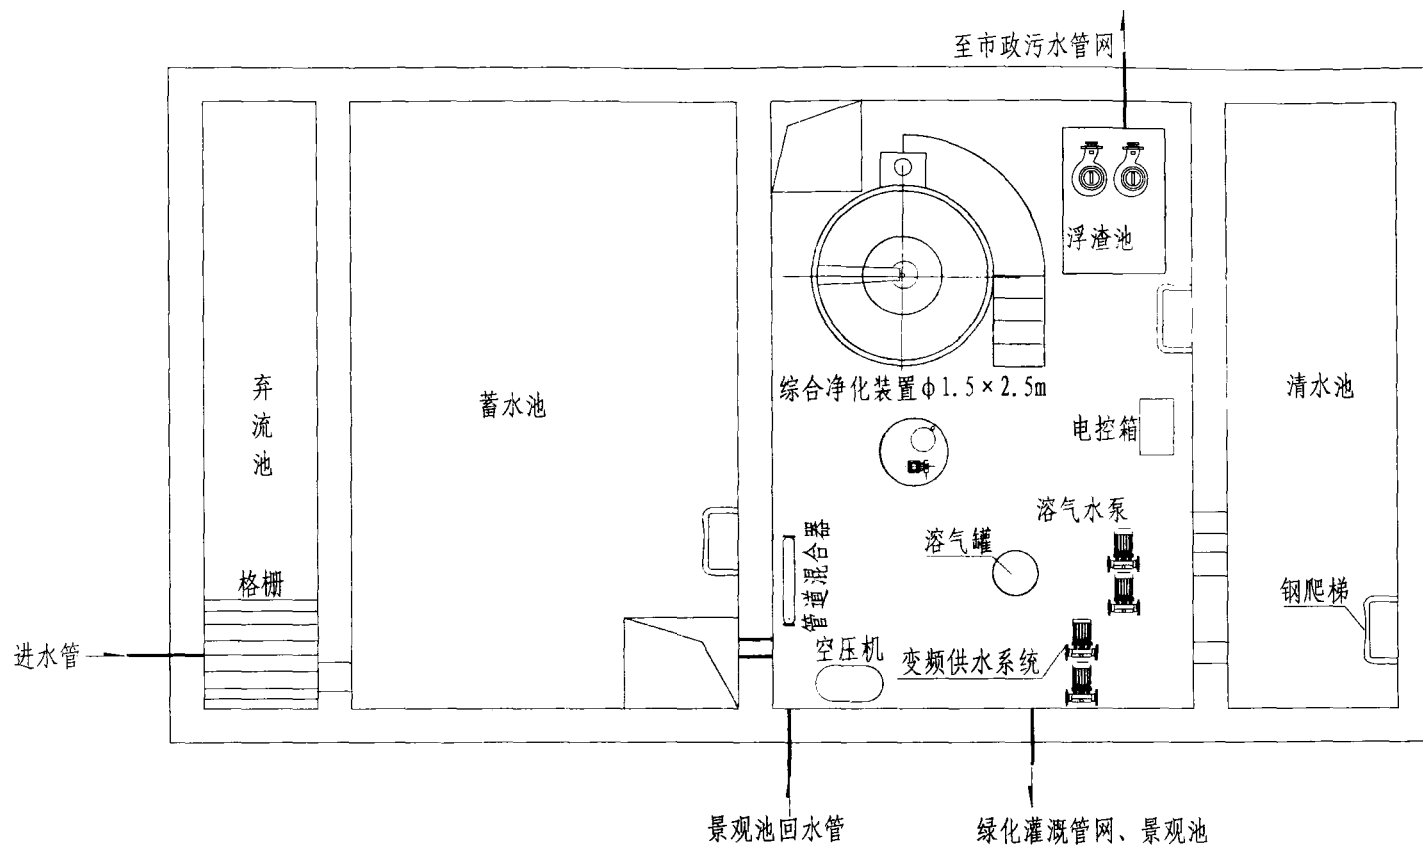 至市政污水管网
浮渣池
弃流池
蓄水池
综合净化装置ф1.5×2.5m
清水池
电控箱
溶气水泵
管道混合器
溶气罐
格栅
钢爬梯
进水管
空压机
变频供水系统
景观池回水管
绿化灌溉管网、景观池